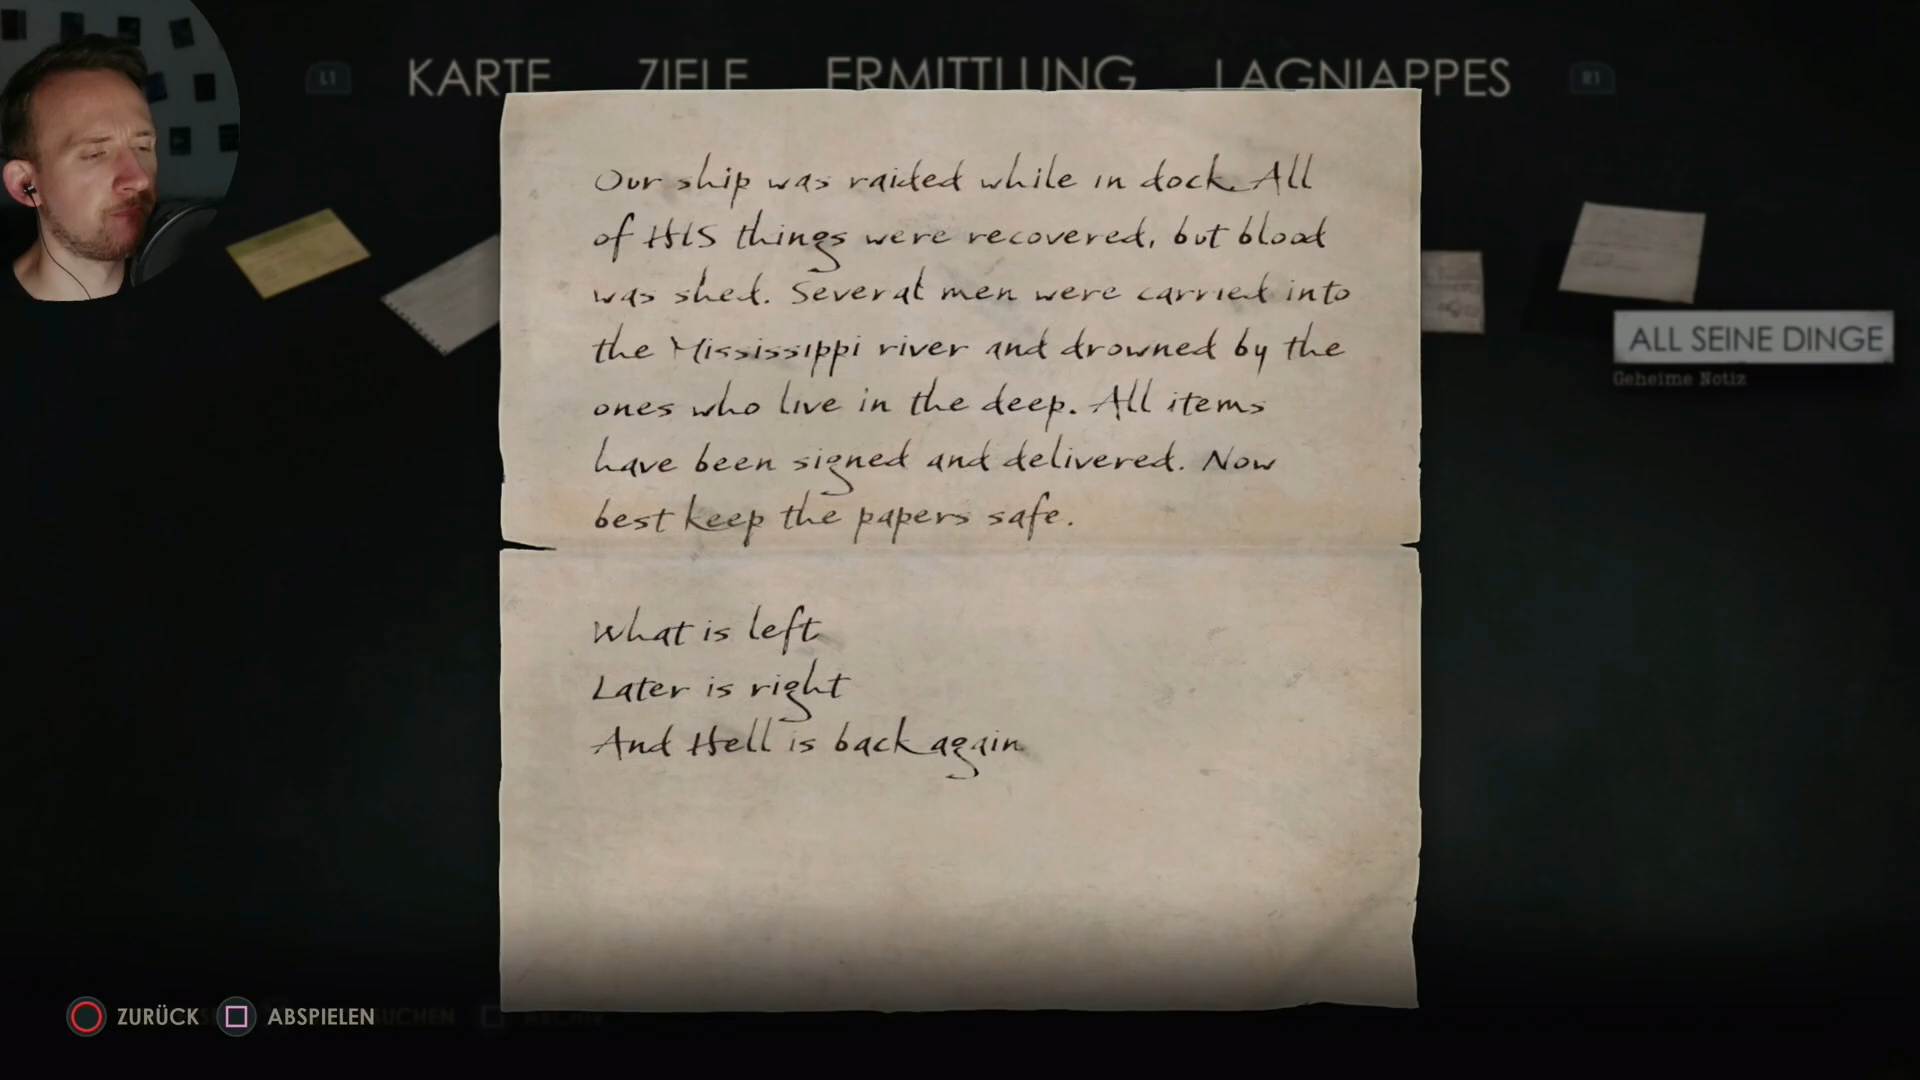 L1 KARTE ZIELE ERMITTLUNG LAGNIAPPES R1
Our ship was raided while in dock. All
of HIS things were recovered, but blood
was shed. Several men were carried into
the Mississippi river and drowned by the
ones who live in the deep. All items
have been signed and delivered. Now
best keep the papers safe.
What is left
Later is right
And Hell is back again
ALL SEINE DINGE
Geheime Notiz
ZURÜCK ABSPIELEN